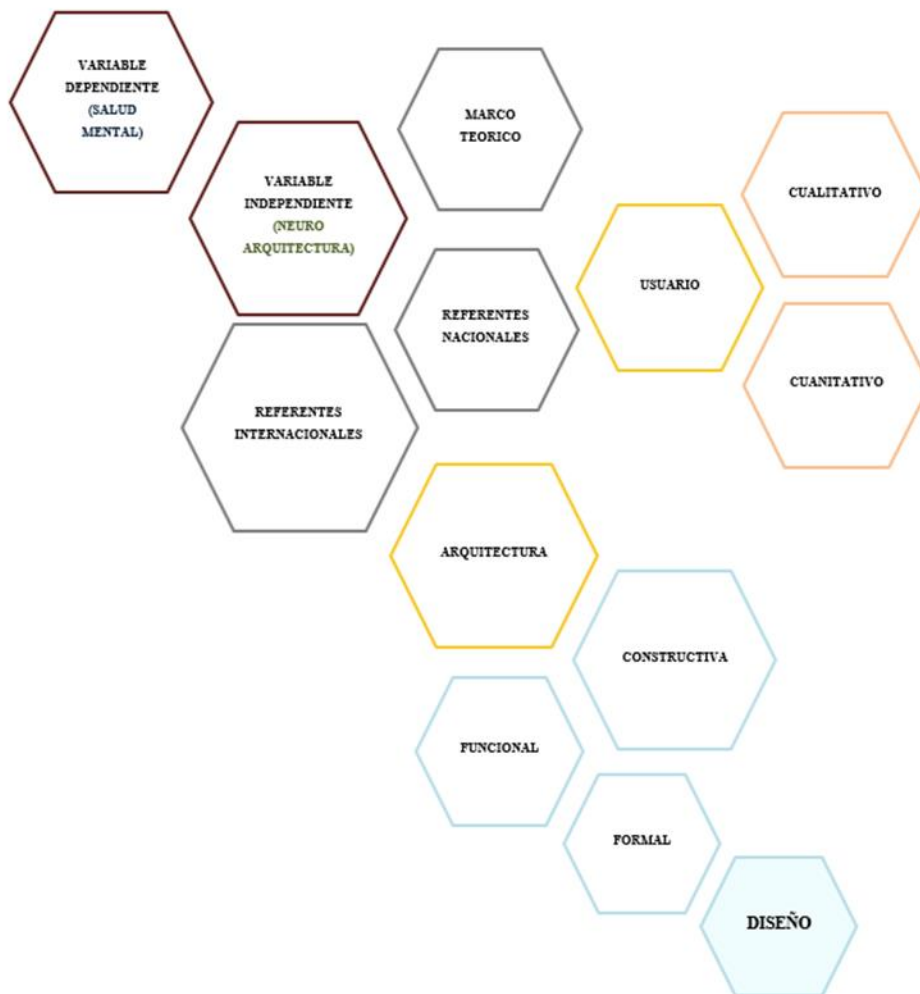 VARIABLE
DEPENDIENTE
(SALUD
MENTAL)
VARIABLE
INDEPENDIENTE
(NEURO
ARQUITECTURA)
MARCO
TEORICO
CUALITATIVO
USUARIO
REFERENTES
NACIONALES
CUANITATIVO
REFERENTES
INTERNACIONALES
ARQUITECTURA
CONSTRUCTIVA
FUNCIONAL
FORMAL
DISEÑO